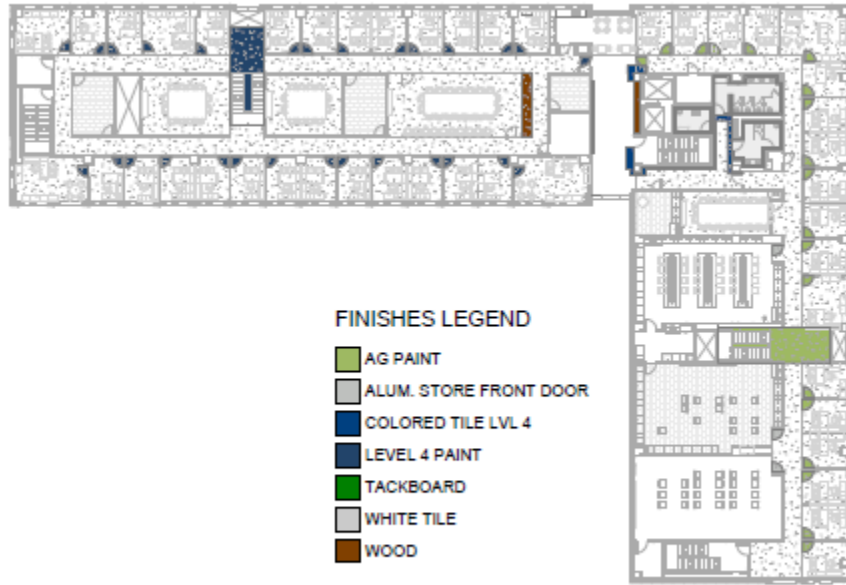 FINISHES LEGEND
AG PAINT
ALUM. STORE FRONT DOOR
COLORED TILE LVL 4
LEVEL 4 PAINT
TACKBOARD
WHITE TILE
WOOD